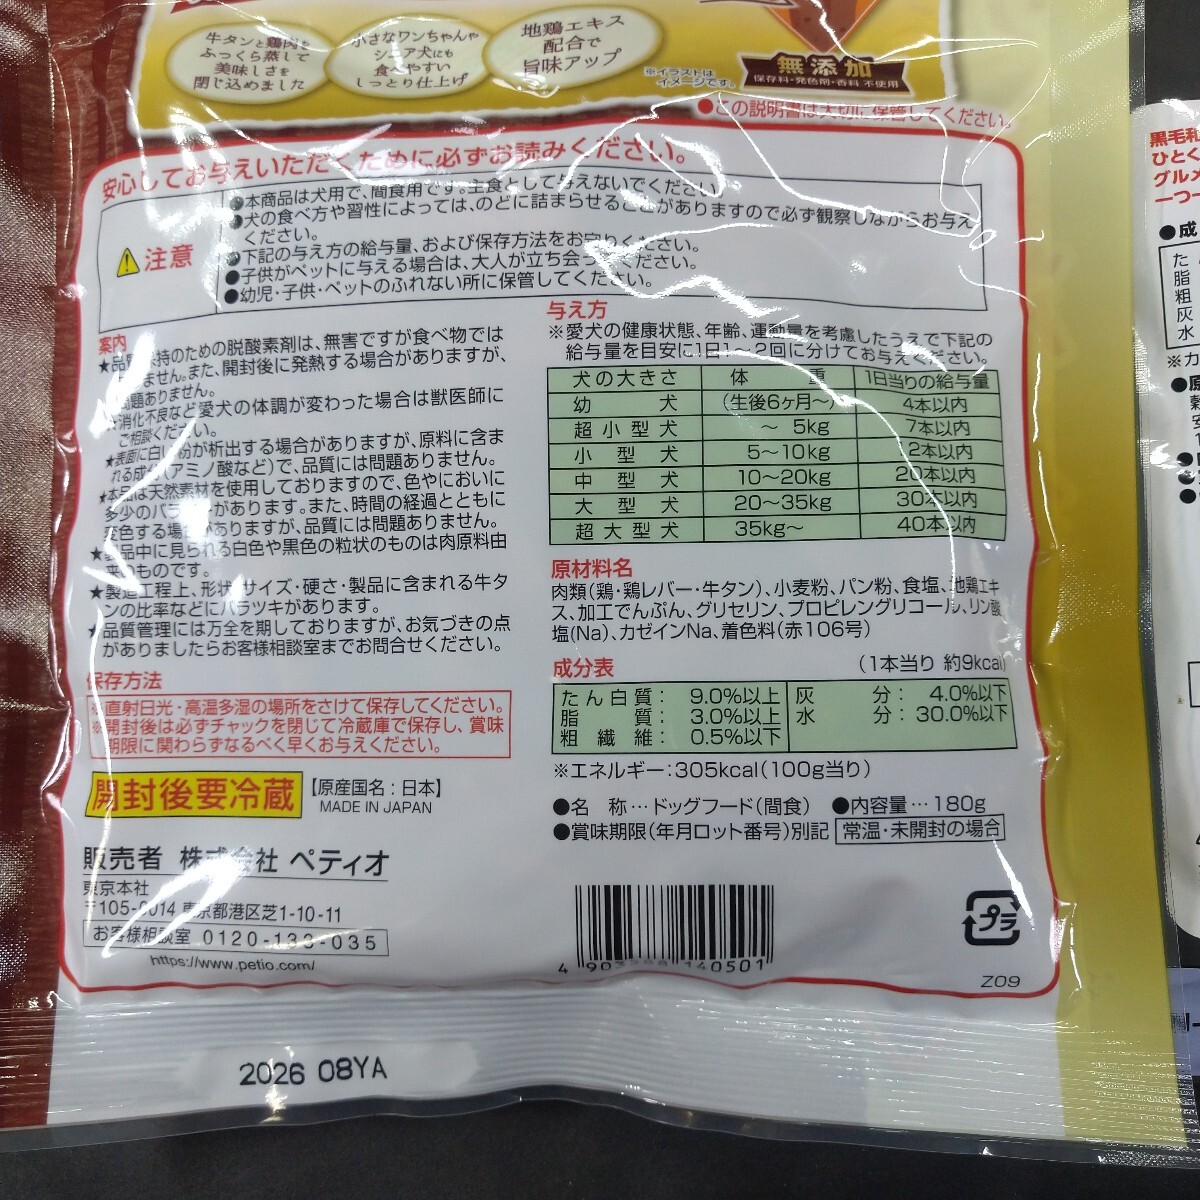 牛タンと鶏肉を
ふっくら蒸して
美味しさを
閉じ込めました
小さなワンちゃんや
シニア犬にも
食べやすい
しっとり仕上げ
地鶏エキス
配合で
旨味アップ
※イラストは
イメージです。
無添加
保存料・発色剤・香料 不使用
●この説明書は大切に保管してください。
安心してお与えいただくために必ずお読みください。
注意
●本商品は犬用で、間食用です。主食として与えないでください。
●犬の食べ方や習性によっては、のどに詰まらせることがありますので必ず観察しながらお与え
ください。
●下記の与え方の給与量、および保存方法をお守りください。
●子供がペットに与える場合は、大人が立ち会ってください。
●幼児・子供・ペットのふれない所に保管してください。
案内
★品質保持のための脱酸素剤は、無害ですが食べ物では
ありません。また、開封後に発熱する場合がありますが、
問題ありません。
★消化不良など愛犬の体調が変わった場合は獣医師に
ご相談ください。
★表面に白い粉が析出する場合がありますが、原料に含ま
れる成分(アミノ酸など)で、品質には問題ありません。
★本品は天然素材を使用しておりますので、色やにおいに
多少のバラツキがあります。また、時間の経過とともに
変色する場合がありますが、品質には問題ありません。
★製品中に見られる白色や黒色の粒状のものは肉原料由
来のものです。
★製造工程上、形状・サイズ・硬さ・製品に含まれる牛タ
ンの比率などにバラツキがあります。
★品質管理には万全を期しておりますが、お気づきの点
がありましたらお客様相談室までお問合せください。
保存方法
※直射日光・高温多湿の場所をさけて保存してください。
※開封後は必ずチャックを閉じて冷蔵庫で保存し、賞味
期限に関わらずなるべく早くお与えください。
開封後要冷蔵
【原産国名：日本】
MADE IN JAPAN
販売者 株式会社 ペティオ
東京本社
〒105-0014 東京都港区芝1-10-11
お客様相談室 0120-133-035
https://www.petio.com/
与え方
※愛犬の健康状態、年齢、運動量を考慮したうえで下記の
給与量を目安に1日1〜2回に分けてお与えください。
犬の大きさ 体 重 1日当りの給与量
幼 犬 (生後6ヶ月〜) 4本以内
超小型犬 〜 5kg 7本以内
小 型 犬 5〜10kg 2本以内
中 型 犬 10〜20kg 20本以内
大 型 犬 20〜35kg 30本以内
超大型犬 35kg〜 40本以内
原材料名
肉類(鶏・鶏レバー・牛タン)、小麦粉、パン粉、食塩、地鶏エキ
ス、加工でんぷん、グリセリン、プロピレングリコール、リン酸
塩(Na)、カゼインNa、着色料(赤106号)
成分表 (1本当り 約9kcal)
たん白質： 9.0%以上 灰 分： 4.0%以下
脂 質： 3.0%以上 水 分： 30.0%以下
粗 繊 維： 0.5%以下
※エネルギー：305kcal(100g当り)
●名 称…ドッグフード(間食) ●内容量…180g
●賞味期限(年月ロット番号)別記 常温・未開封の場合
プラ
Z09
2026 08YA
黒毛和
ひとく
グルメ
一つ
●成
た
脂
粗
灰
水
※カ